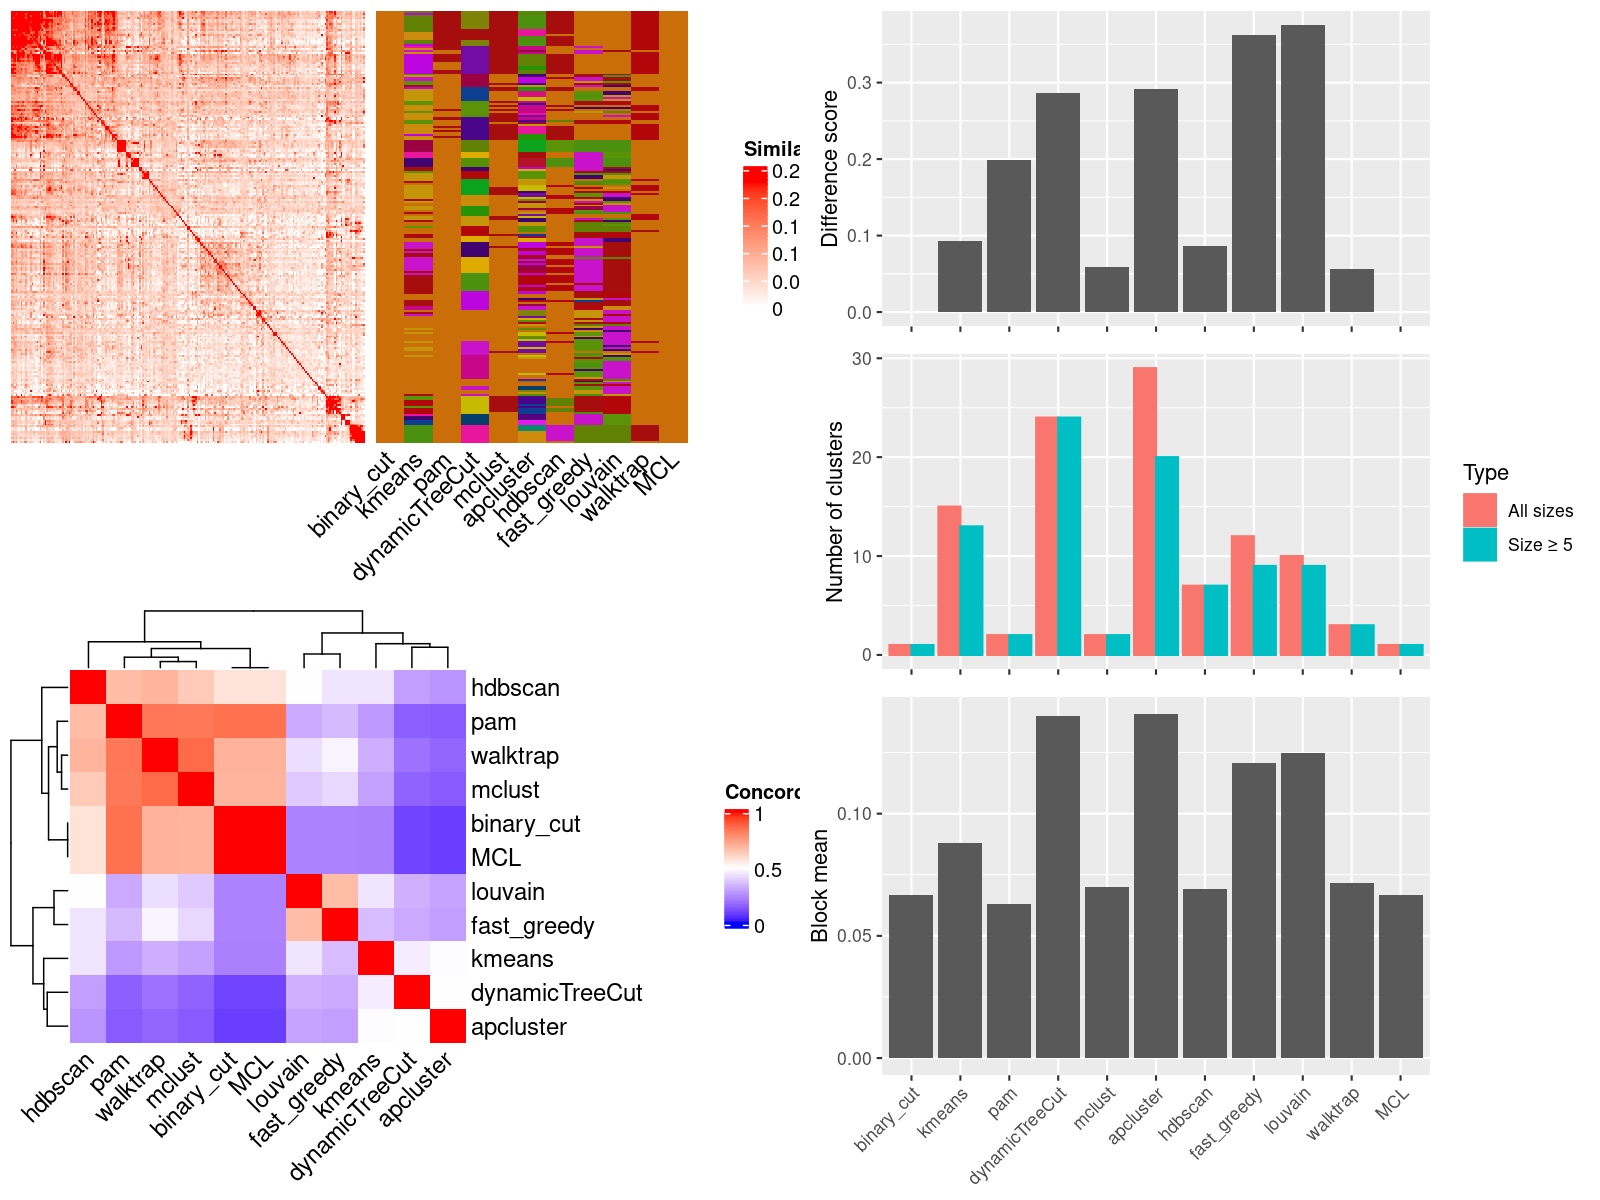 Simila
0.2
0.2
0.1
0.1
0.0
0
binary_cut
kmeans
pam
dynamicTreeCut
mclust
apcluster
hdbscan
fast_greedy
louvain
walktrap
MCL
hdbscan
pam
walktrap
mclust
binary_cut
MCL
louvain
fast_greedy
kmeans
dynamicTreeCut
apcluster
hdbscan
pam
walktrap
mclust
binary_cut
MCL
louvain
fast_greedy
kmeans
dynamicTreeCut
apcluster
Concord
1
0.5
0
Difference score
0.3
0.2
0.1
0.0
Number of clusters
30
20
10
0
Type
All sizes
Size ≥ 5
Block mean
0.10
0.05
0.00
binary_cut
kmeans
pam
dynamicTreeCut
mclust
apcluster
hdbscan
fast_greedy
louvain
walktrap
MCL